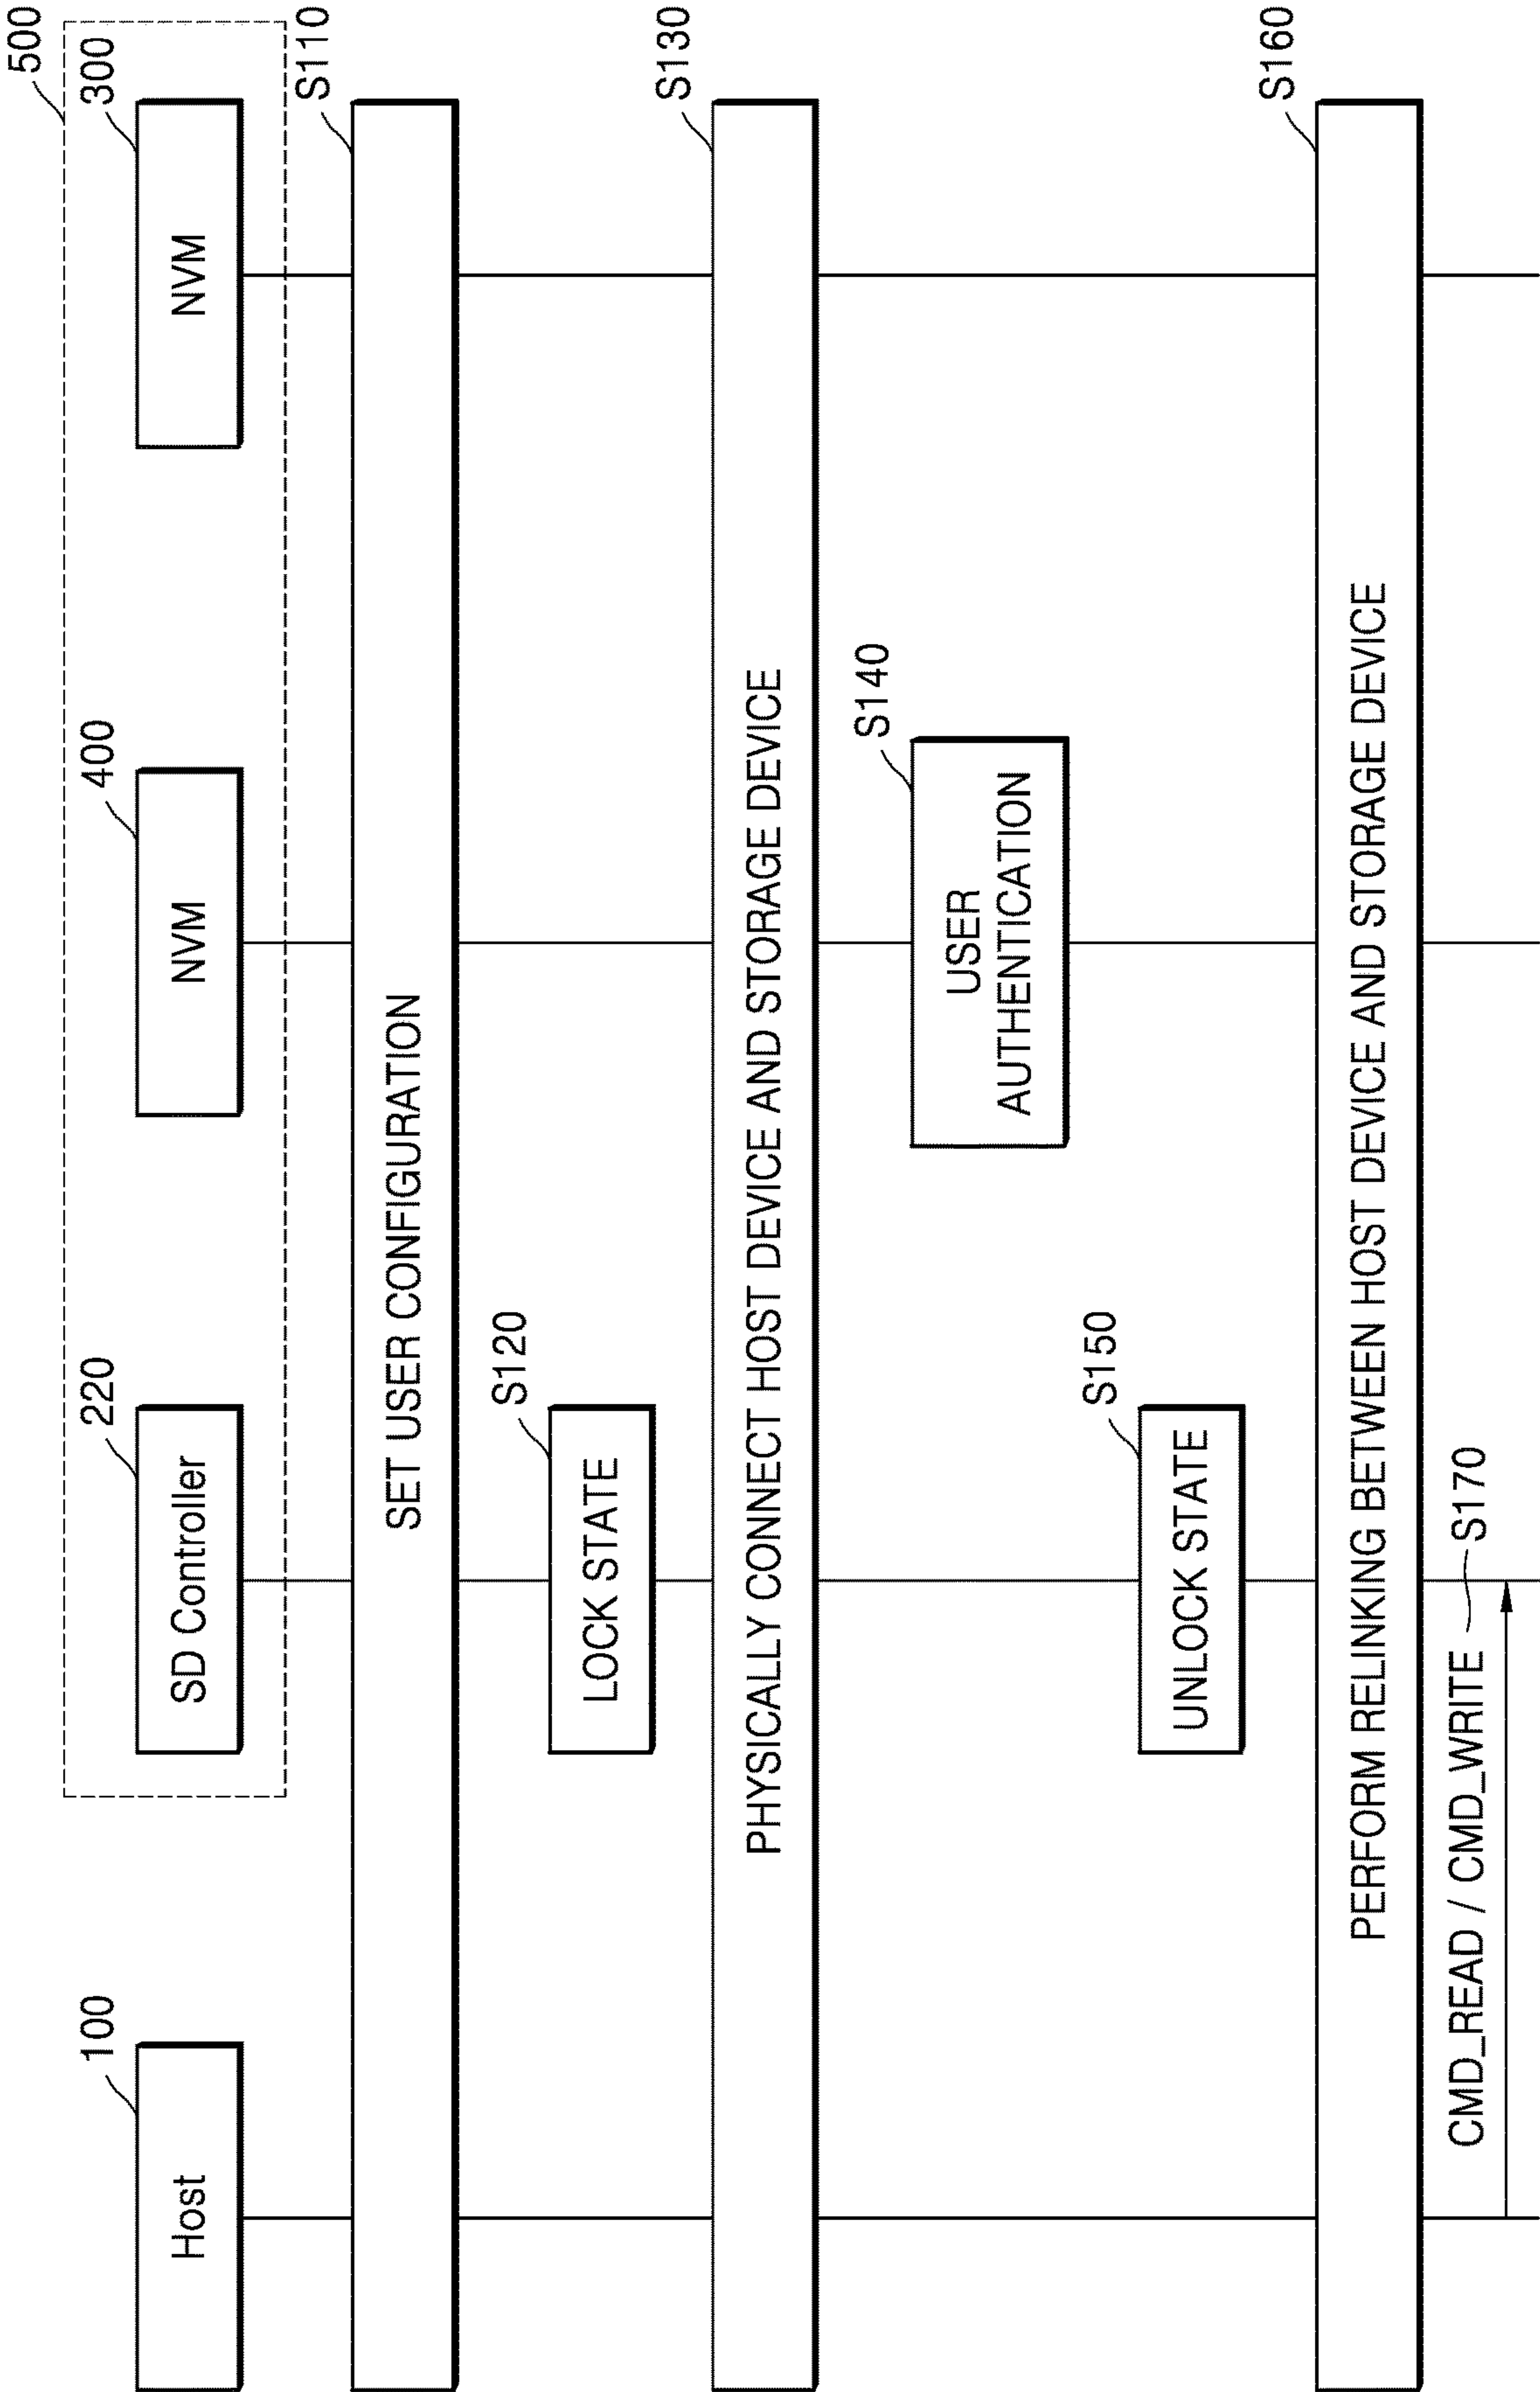 500
100
220
400
300
Host
SD Controller
NVM
NVM
S110
SET USER CONFIGURATION
S120
LOCK STATE
S130
PHYSICALLY CONNECT HOST DEVICE AND STORAGE DEVICE
S140
USER
AUTHENTICATION
S150
UNLOCK STATE
S160
PERFORM RELINKING BETWEEN HOST DEVICE AND STORAGE DEVICE
CMD_READ / CMD_WRITE S170